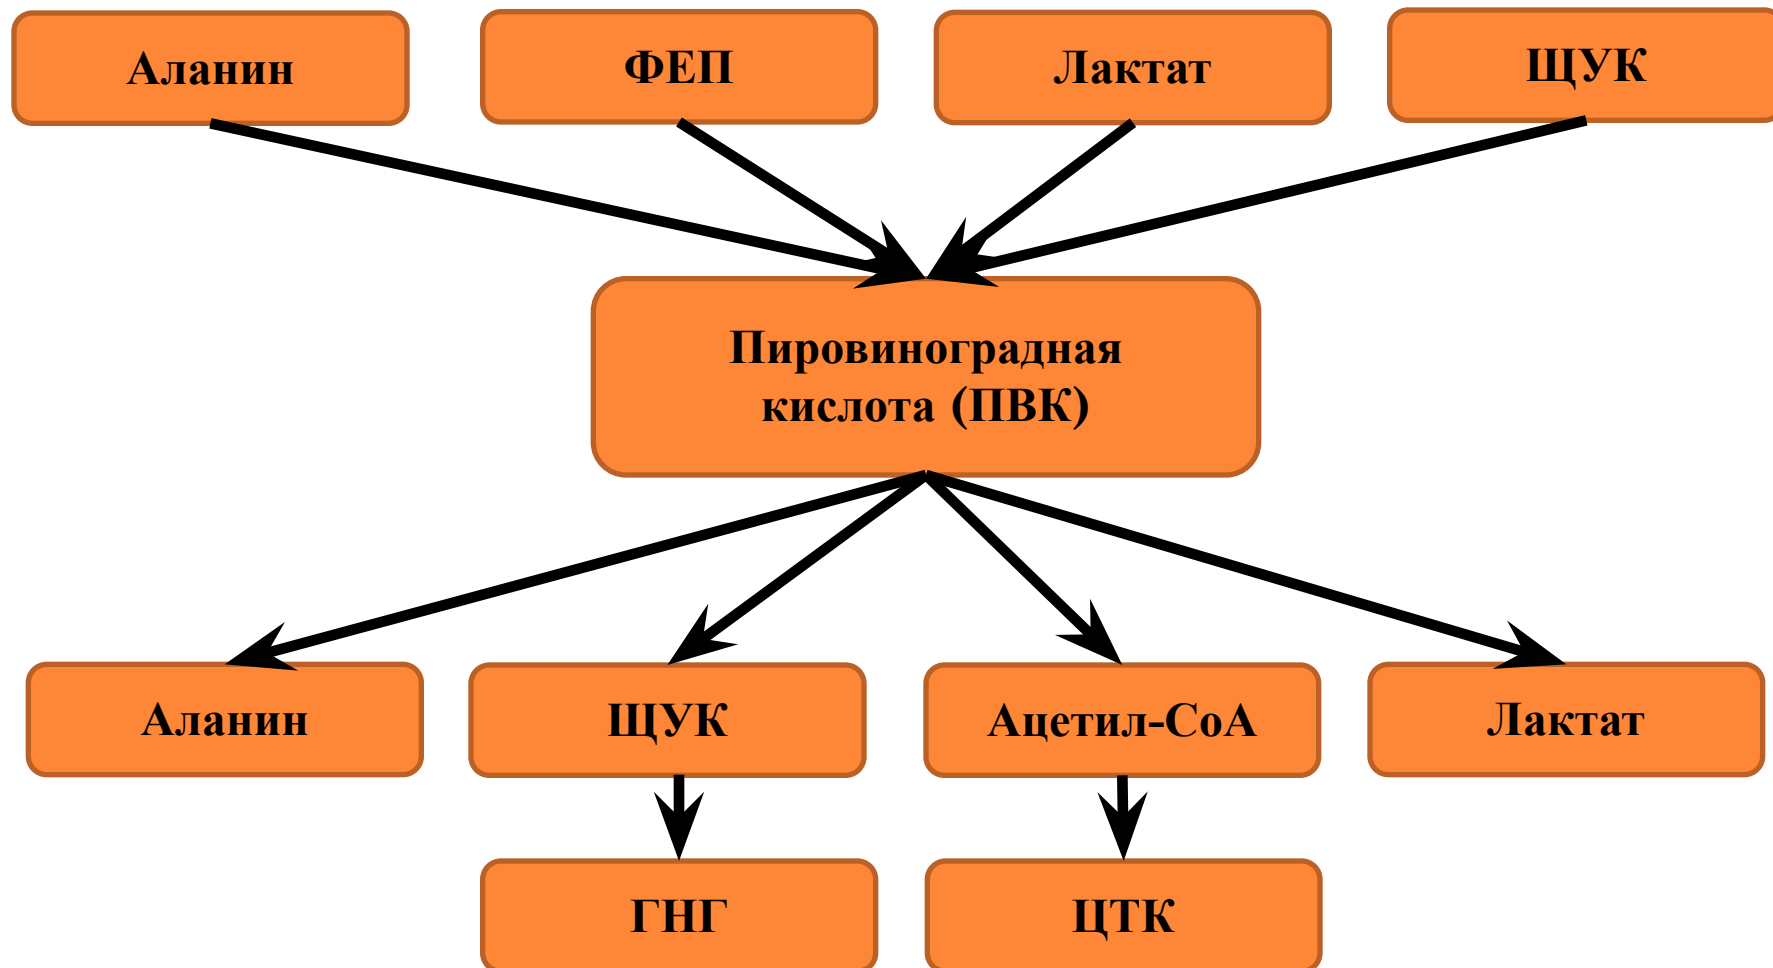 Аланин
ФЕП
Лактат
ЩУК
Пировиноградная
кислота (ПВК)
Аланин
ЩУК
Ацетил-СоА
Лактат
ГНГ
ЦТК